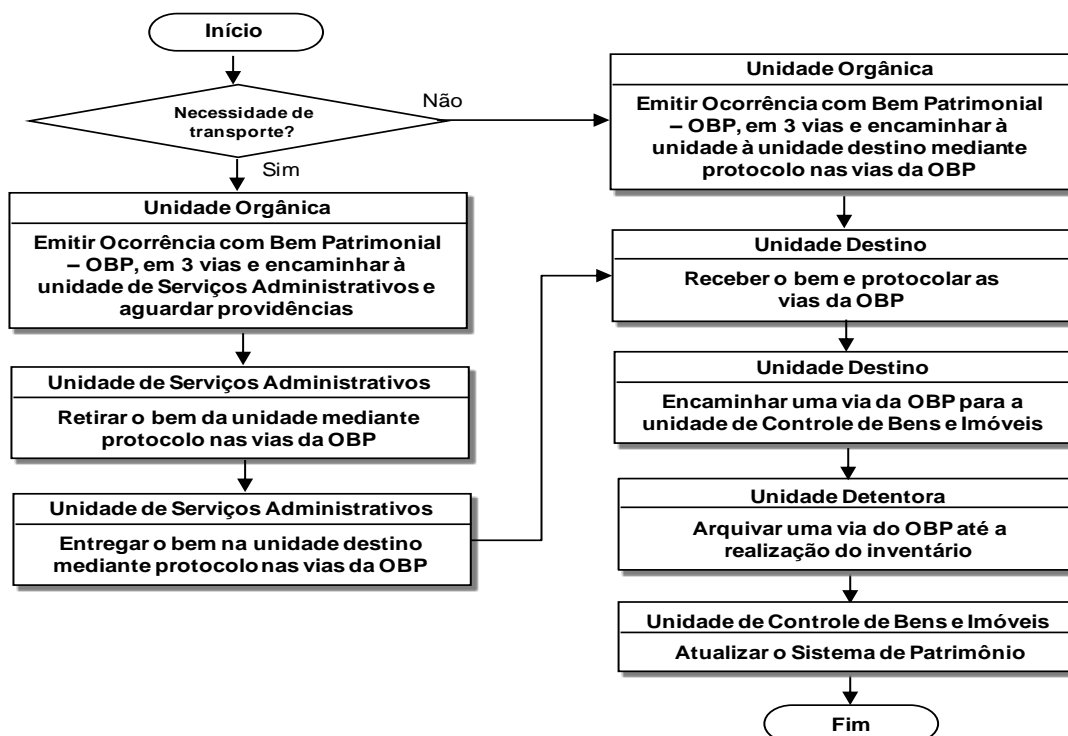 Início
Necessidade de
transporte?
Não
Sim
Unidade Orgânica
Emitir Ocorrência com Bem Patrimonial
– OBP, em 3 vias e encaminhar à
unidade de Serviços Administrativos e
aguardar providências
Unidade de Serviços Administrativos
Retirar o bem da unidade mediante
protocolo nas vias da OBP
Unidade de Serviços Administrativos
Entregar o bem na unidade destino
mediante protocolo nas vias da OBP
Unidade Orgânica
Emitir Ocorrência com Bem Patrimonial
– OBP, em 3 vias e encaminhar à
unidade à unidade destino mediante
protocolo nas vias da OBP
Unidade Destino
Receber o bem e protocolar as
vias da OBP
Unidade Destino
Encaminhar uma via da OBP para a
unidade de Controle de Bens e Imóveis
Unidade Detentora
Arquivar uma via do OBP até a
realização do inventário
Unidade de Controle de Bens e Imóveis
Atualizar o Sistema de Patrimônio
Fim